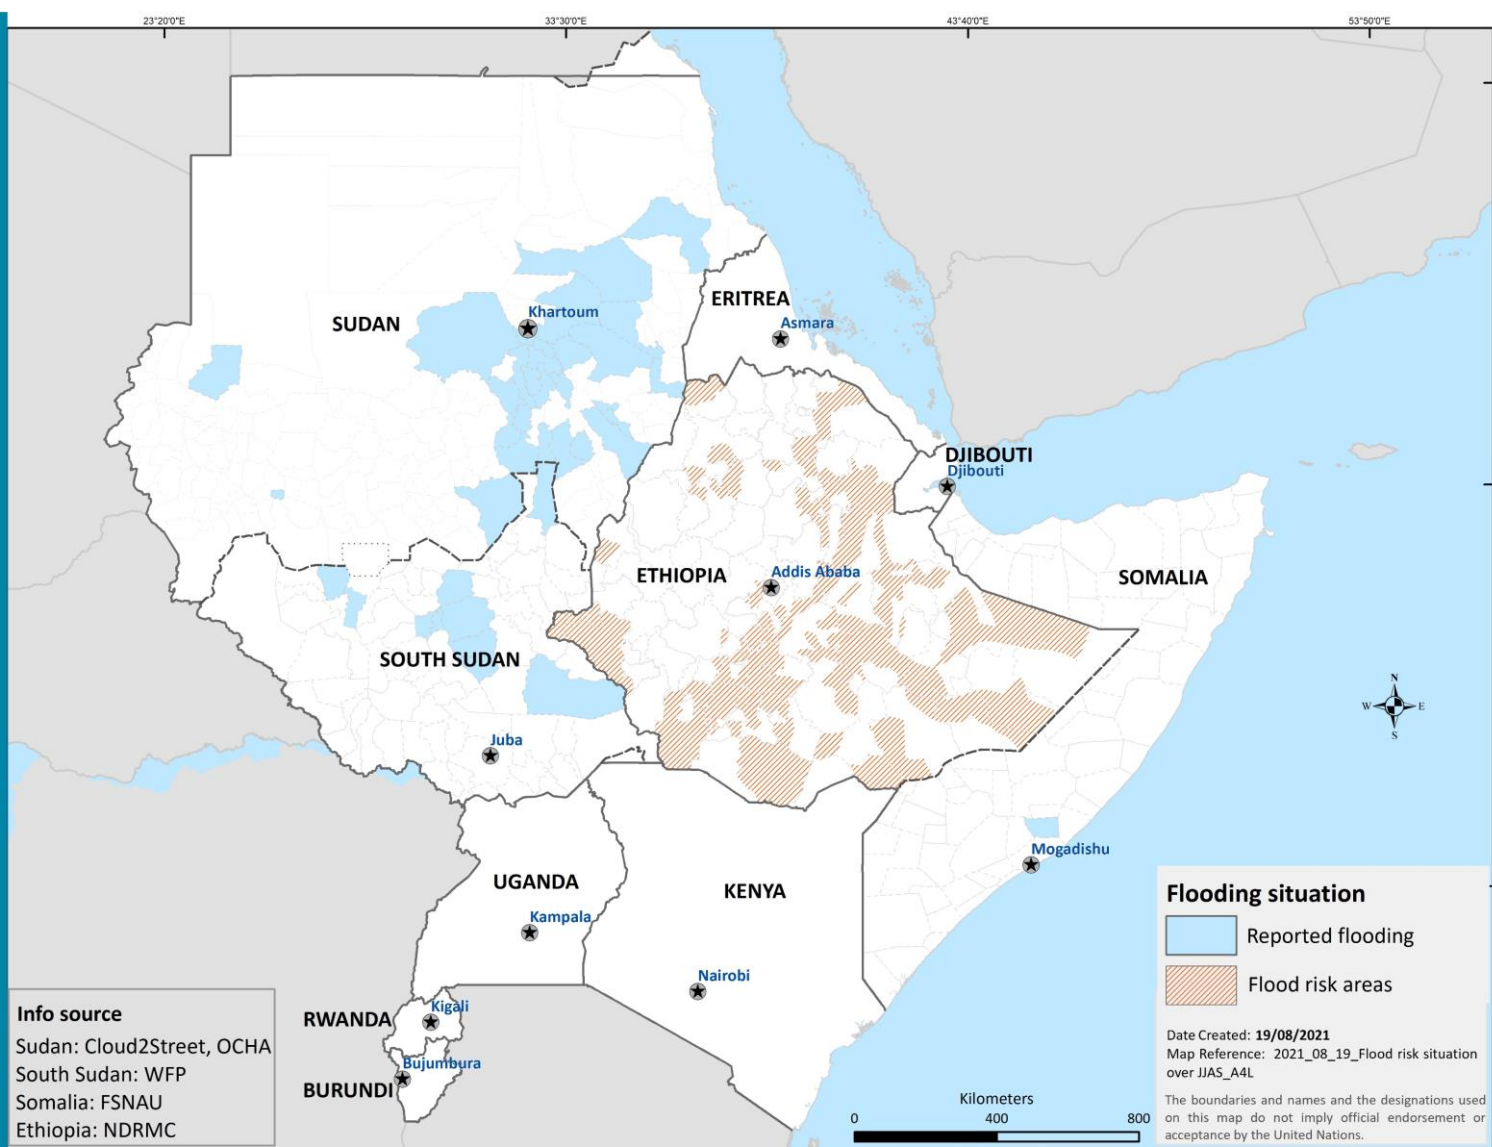 23°20'0"E
33°30'0"E
43°40'0"E
53°50'0"E
SUDAN
Khartoum
ERITREA
Asmara
DJIBOUTI
Djibouti
ETHIOPIA
Addis Ababa
SOMALIA
SOUTH SUDAN
Juba
N
W
E
S
Mogadishu
UGANDA
Kampala
KENYA
Nairobi
RWANDA
Kigali
BURUNDI
Bujumbura
Info source
Sudan: Cloud2Street, OCHA
South Sudan: WFP
Somalia: FSNAU
Ethiopia: NDRMC
Kilometers
0
400
800
Flooding situation
Reported flooding
Flood risk areas
Date Created: 19/08/2021
Map Reference: 2021_08_19_Flood risk situation
over JJAS_A4L
The boundaries and names and the designations used
on this map do not imply official endorsement or
acceptance by the United Nations.